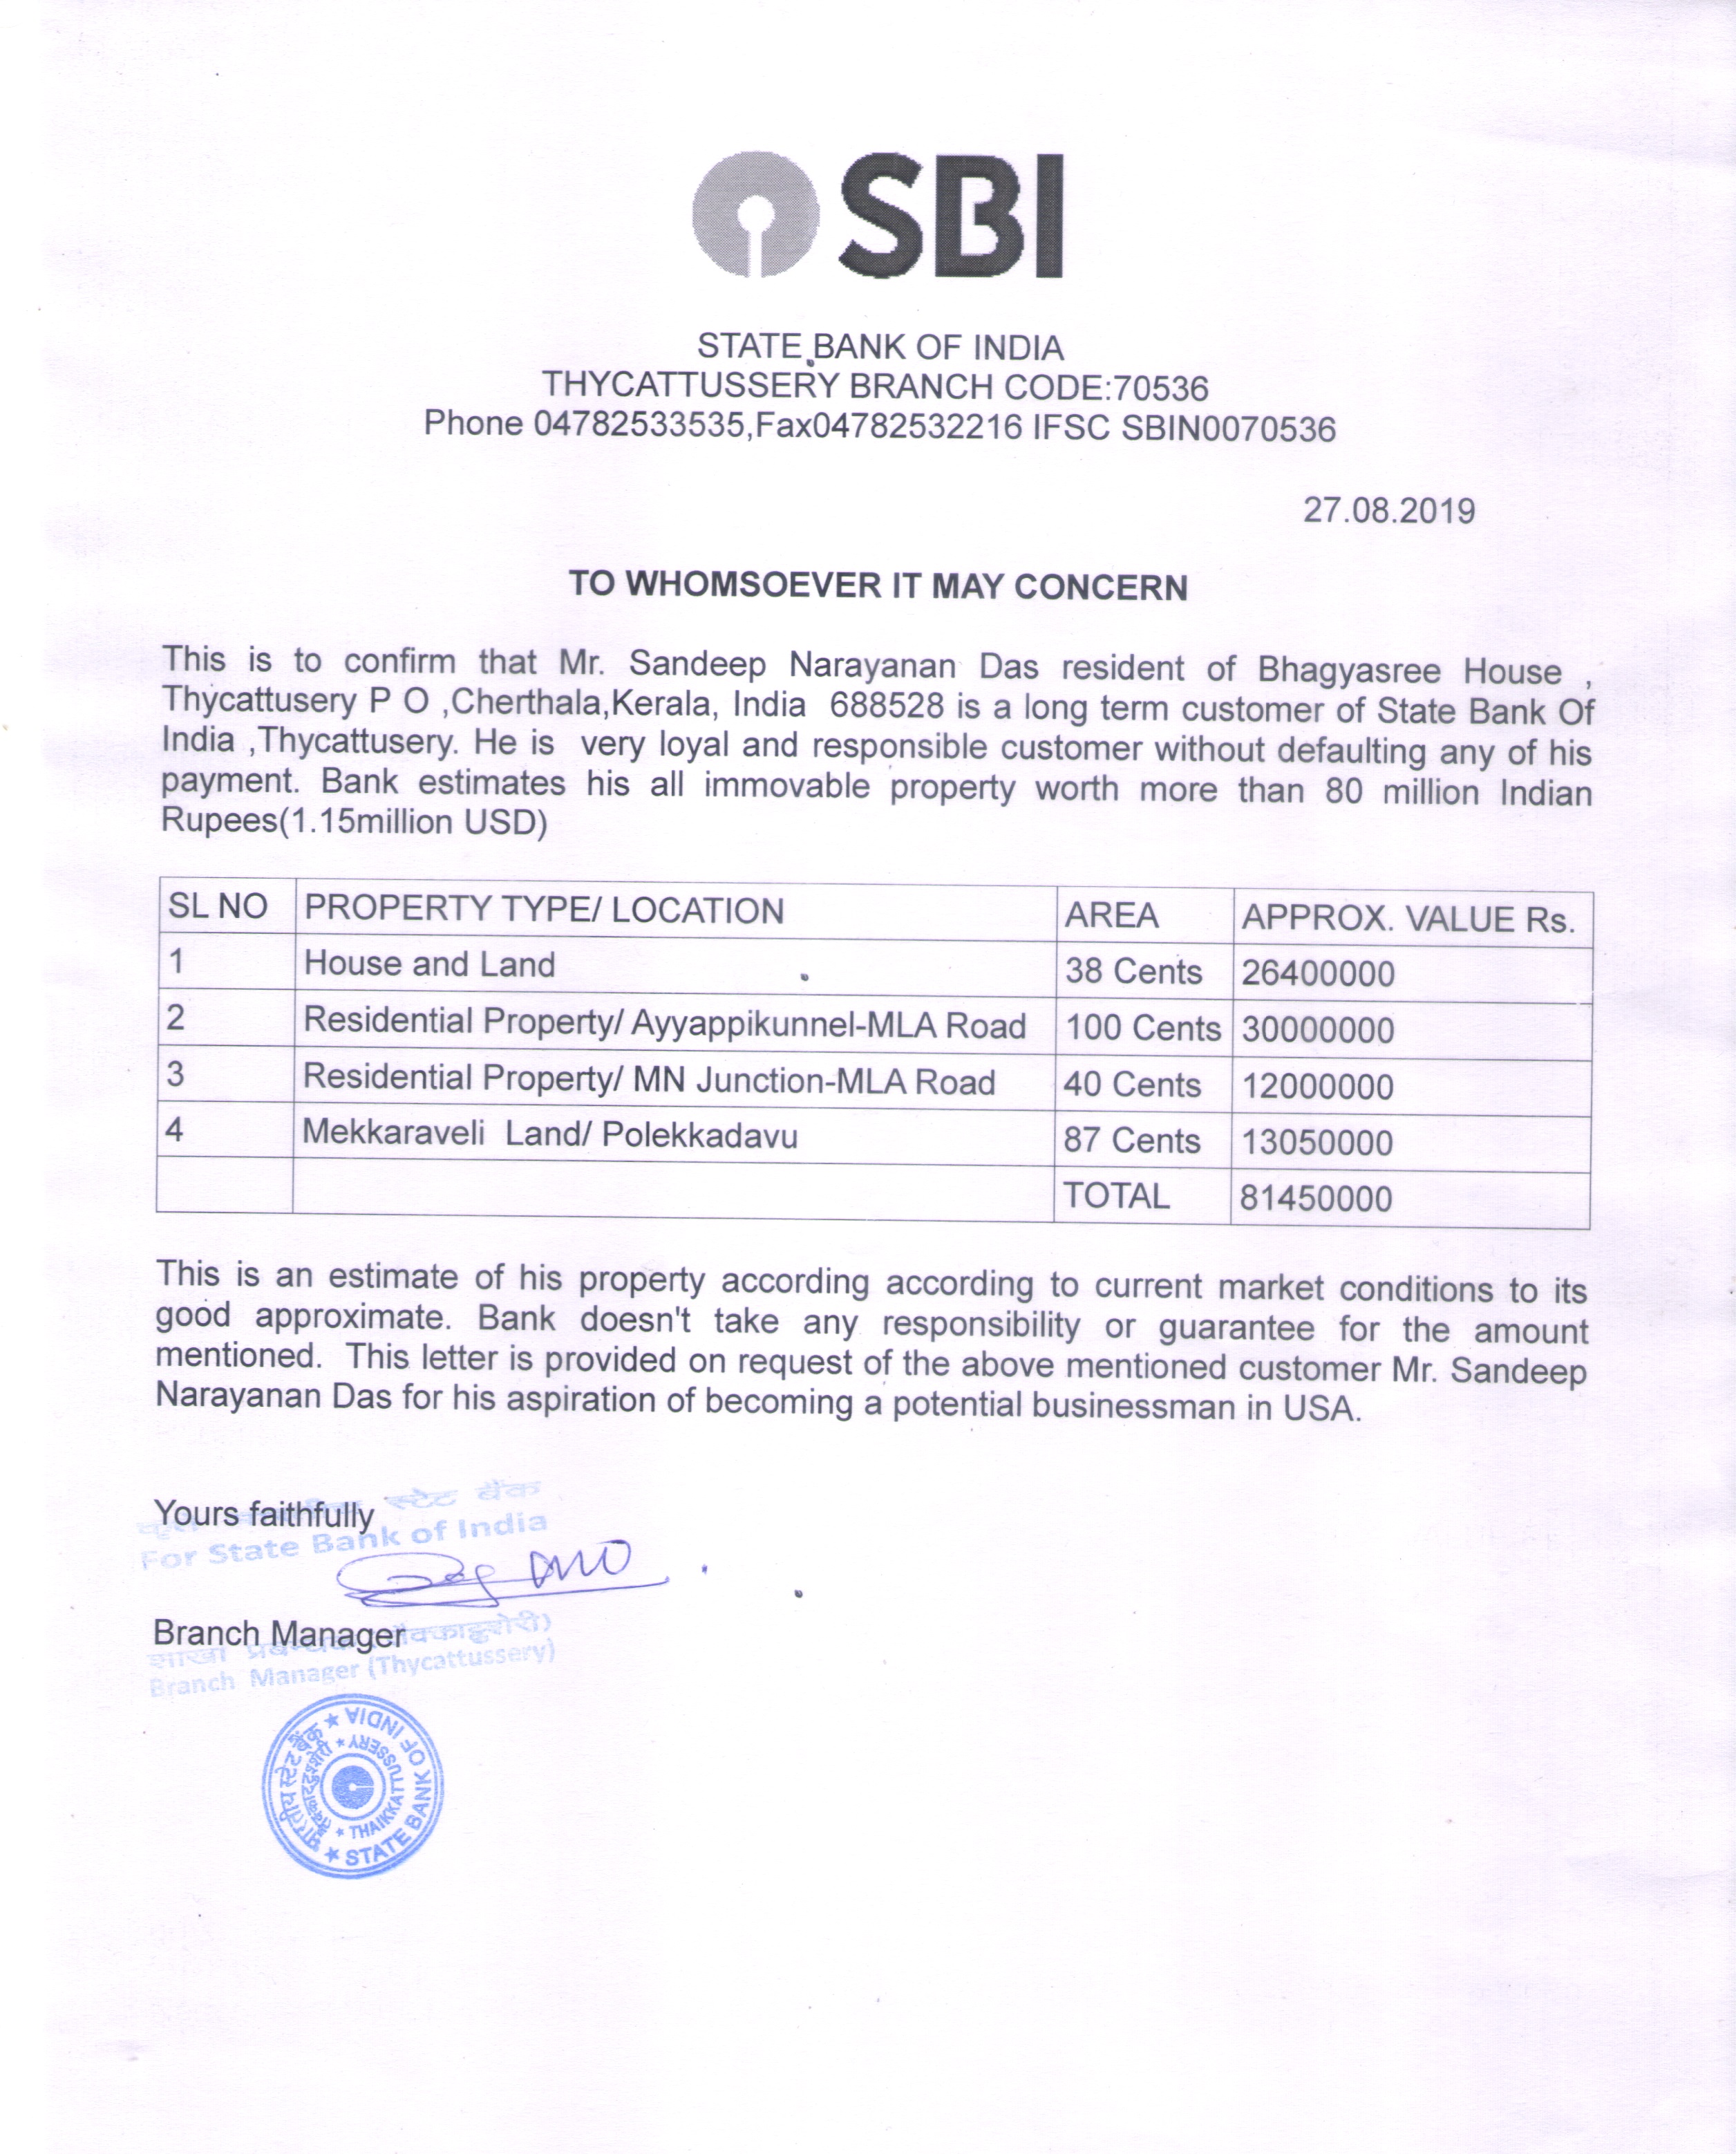 SBI
STATE BANK OF INDIA
THYCATTUSSERY BRANCH CODE:70536
Phone 04782533535,Fax04782532216 IFSC SBIN0070536
27.08.2019
TO WHOMSOEVER IT MAY CONCERN
This is to confirm that Mr. Sandeep Narayanan Das resident of Bhagyasree House ,
Thycattusery P O ,Cherthala,Kerala, India 688528 is a long term customer of State Bank Of
India ,Thycattusery. He is very loyal and responsible customer without defaulting any of his
payment. Bank estimates his all immovable property worth more than 80 million Indian
Rupees(1.15million USD)
SL NO PROPERTY TYPE/ LOCATION AREA APPROX. VALUE Rs.
1 House and Land 38 Cents 26400000
2 Residential Property/ Ayyappikunnel-MLA Road 100 Cents 30000000
3 Residential Property/ MN Junction-MLA Road 40 Cents 12000000
4 Mekkaraveli Land/ Polekkadavu 87 Cents 13050000
TOTAL 81450000
This is an estimate of his property according according to current market conditions to its
good approximate. Bank doesn't take any responsibility or guarantee for the amount
mentioned. This letter is provided on request of the above mentioned customer Mr. Sandeep
Narayanan Das for his aspiration of becoming a potential businessman in USA.
स्टेट बैंक
Yours faithfully
For State Bank of India
Branch Manager
शाखा
Branch Manager (Thycattussery)
भारतीय स्टेट बैंक ★ STATE BANK OF INDIA ★
★ THAIKKATTUSSERY ★